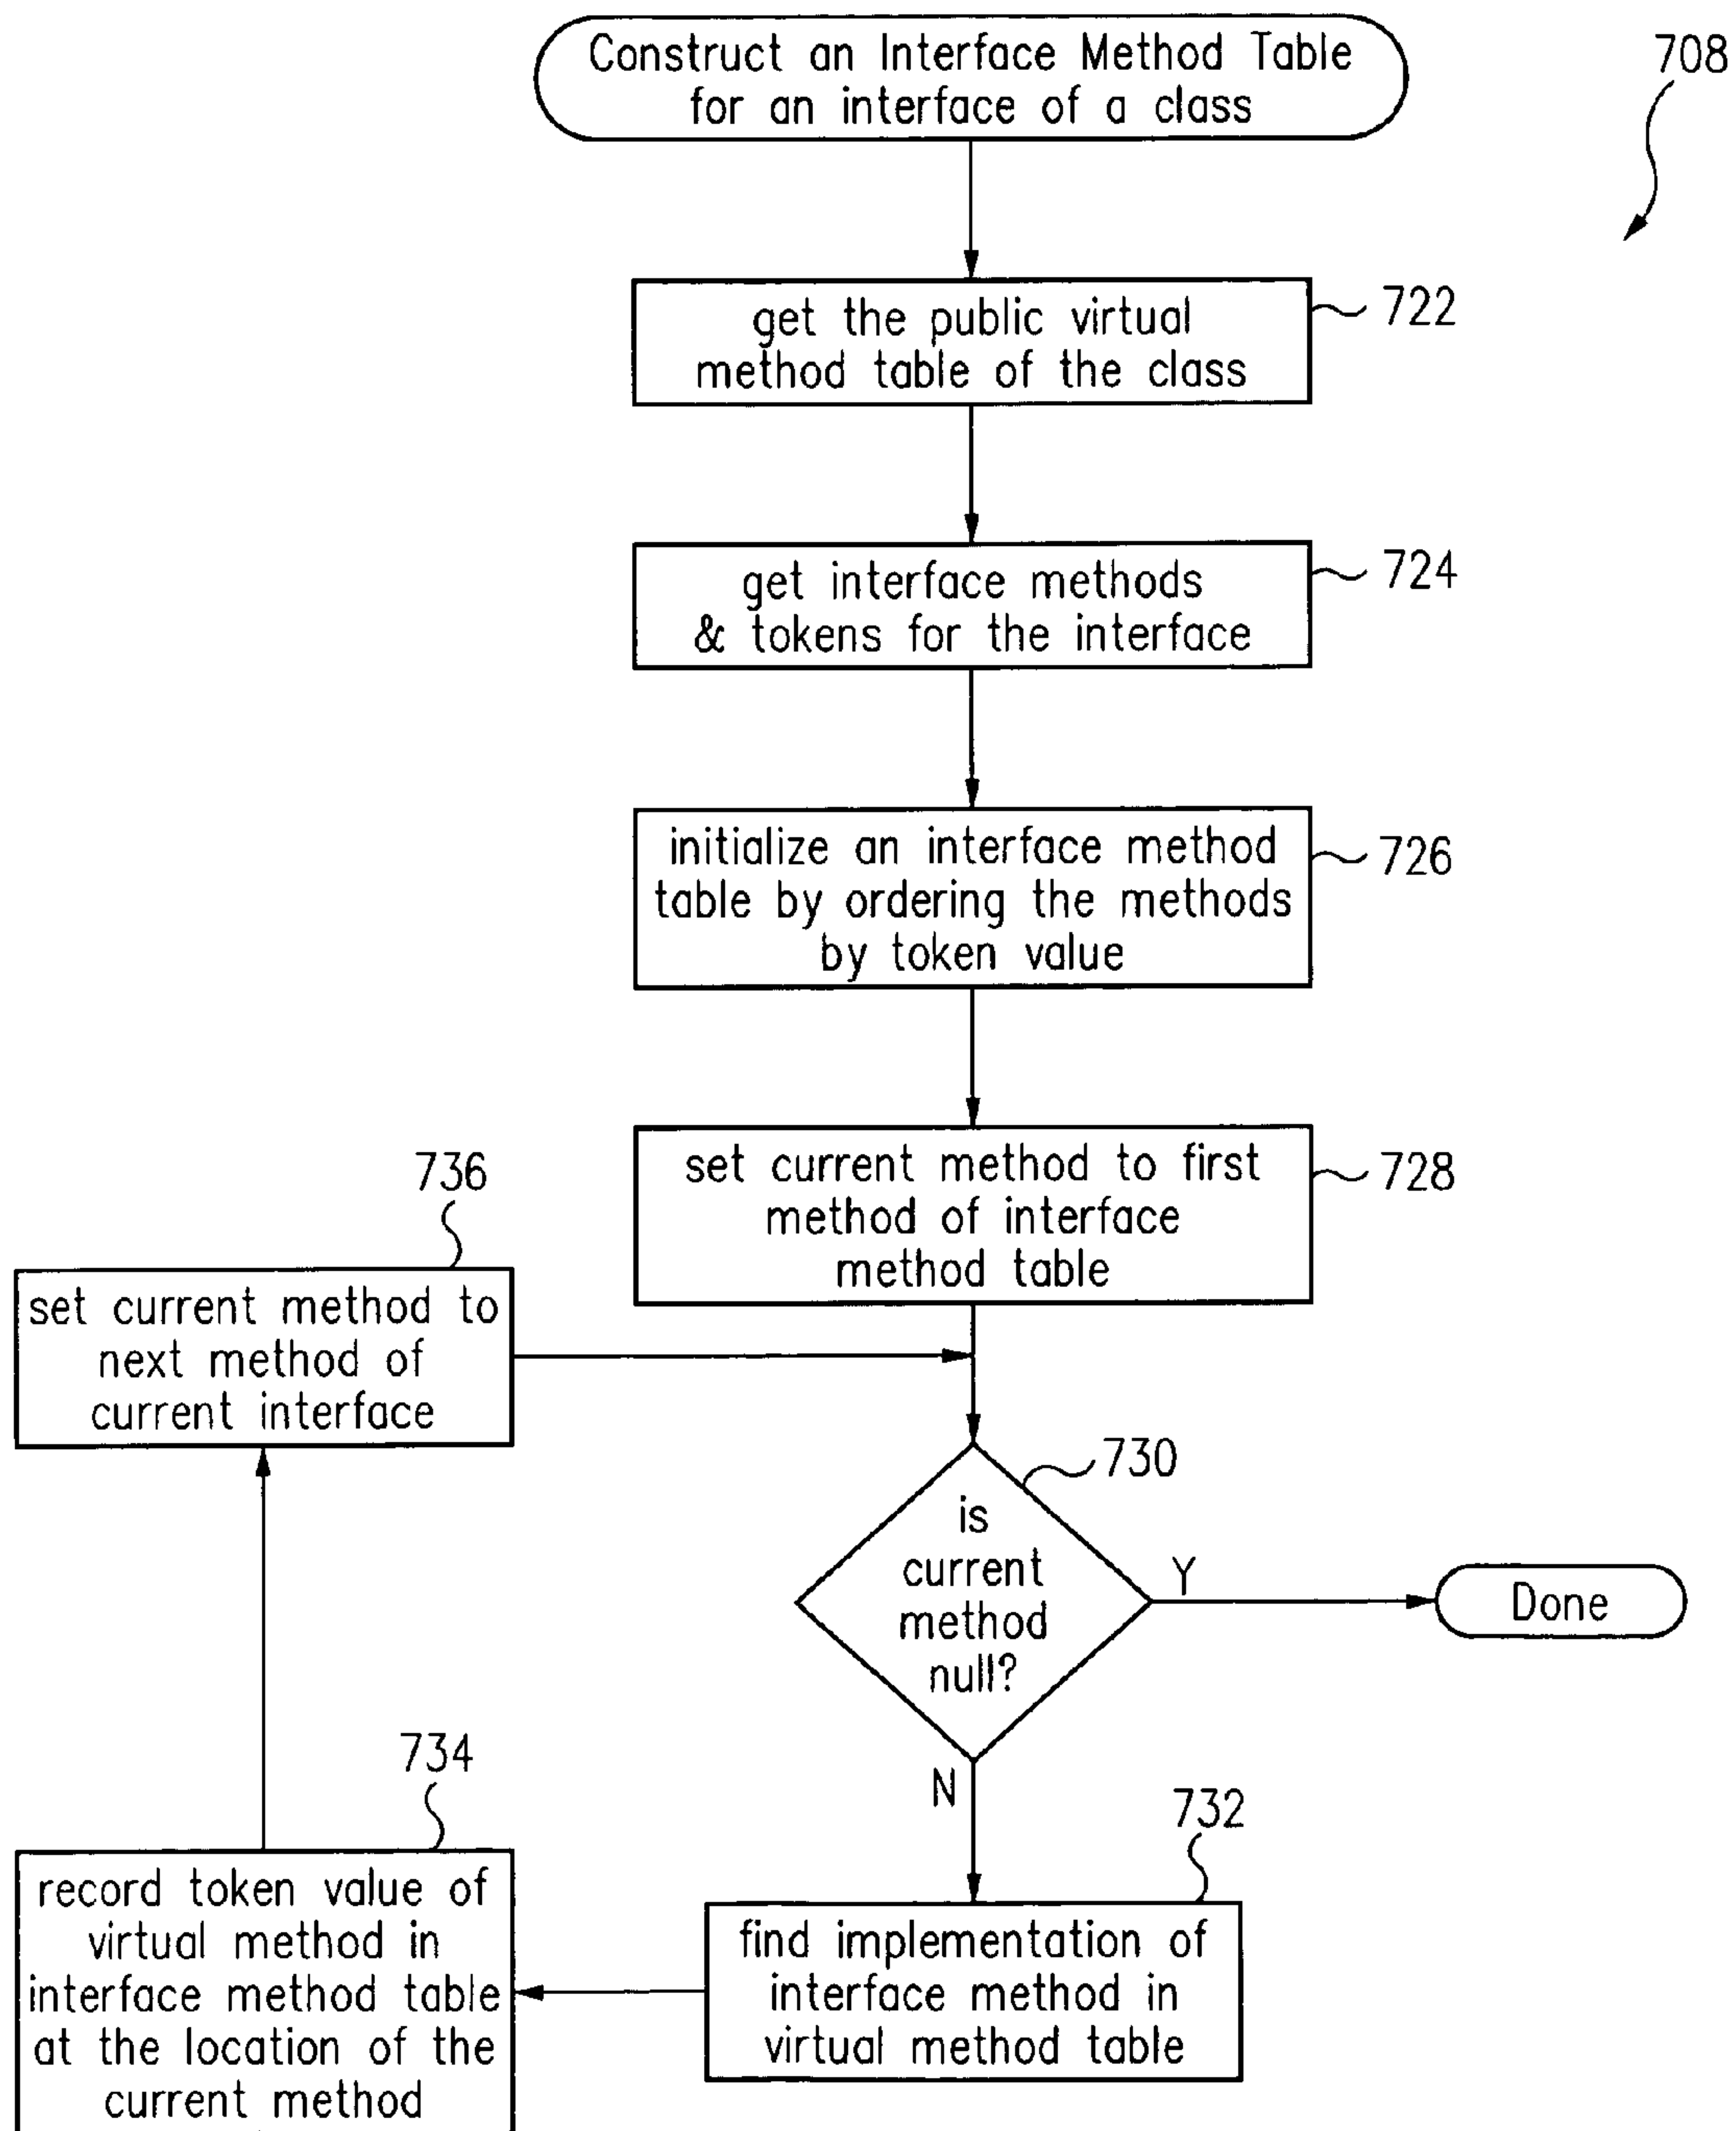 Construct an Interface Method Table
for an interface of a class
708
get the public virtual
method table of the class
722
get interface methods
& tokens for the interface
724
initialize an interface method
table by ordering the methods
by token value
726
set current method to first
method of interface
method table
728
736
set current method to
next method of
current interface
730
is
current
method
null?
Y
Done
N
732
find implementation of
interface method in
virtual method table
734
record token value of
virtual method in
interface method table
at the location of the
current method